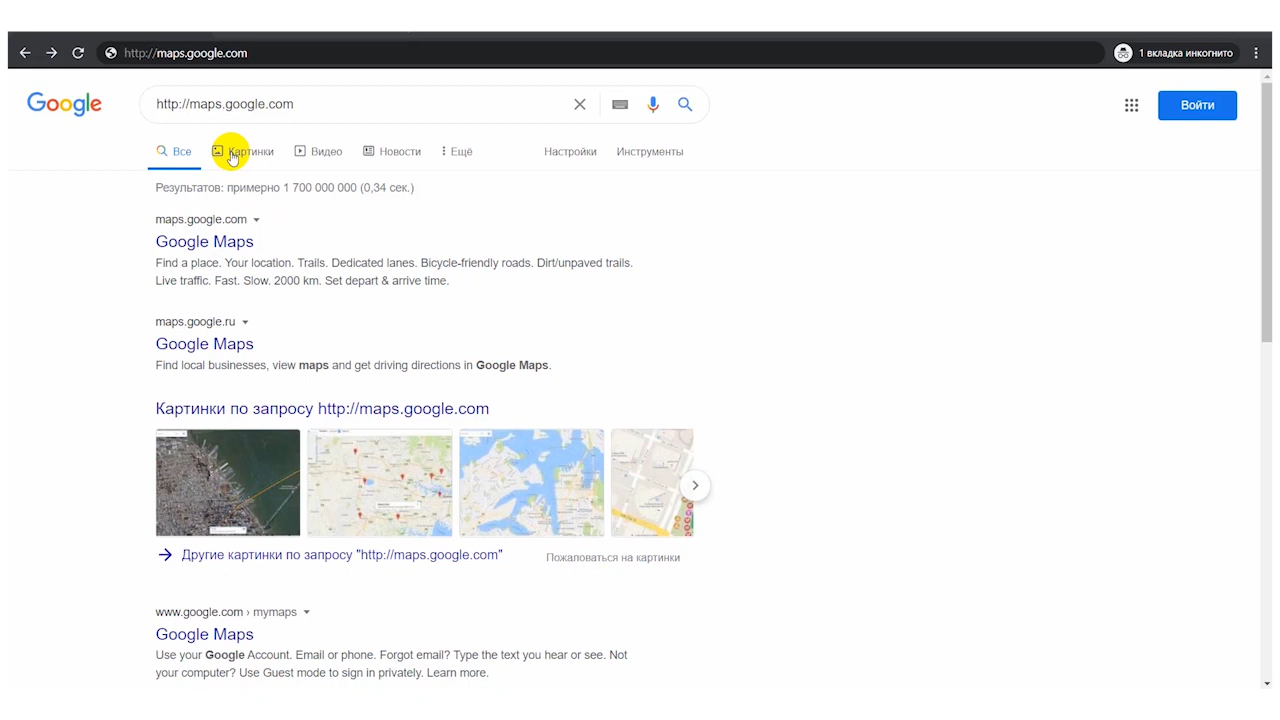 http://maps.google.com
1 вкладка инкогнито
Google
http://maps.google.com
Войти
Все
Картинки
Видео
Новости
Ещё
Настройки
Инструменты
Результатов: примерно 1 700 000 000 (0,34 сек.)
maps.google.com
Google Maps
Find a place. Your location. Trails. Dedicated lanes. Bicycle-friendly roads. Dirt/unpaved trails.
Live traffic. Fast. Slow. 2000 km. Set depart & arrive time.
maps.google.ru
Google Maps
Find local businesses, view maps and get driving directions in Google Maps.
Картинки по запросу http://maps.google.com
Другие картинки по запросу "http://maps.google.com"
Пожаловаться на картинки
www.google.com › mymaps
Google Maps
Use your Google Account. Email or phone. Forgot email? Type the text you hear or see. Not
your computer? Use Guest mode to sign in privately. Learn more.